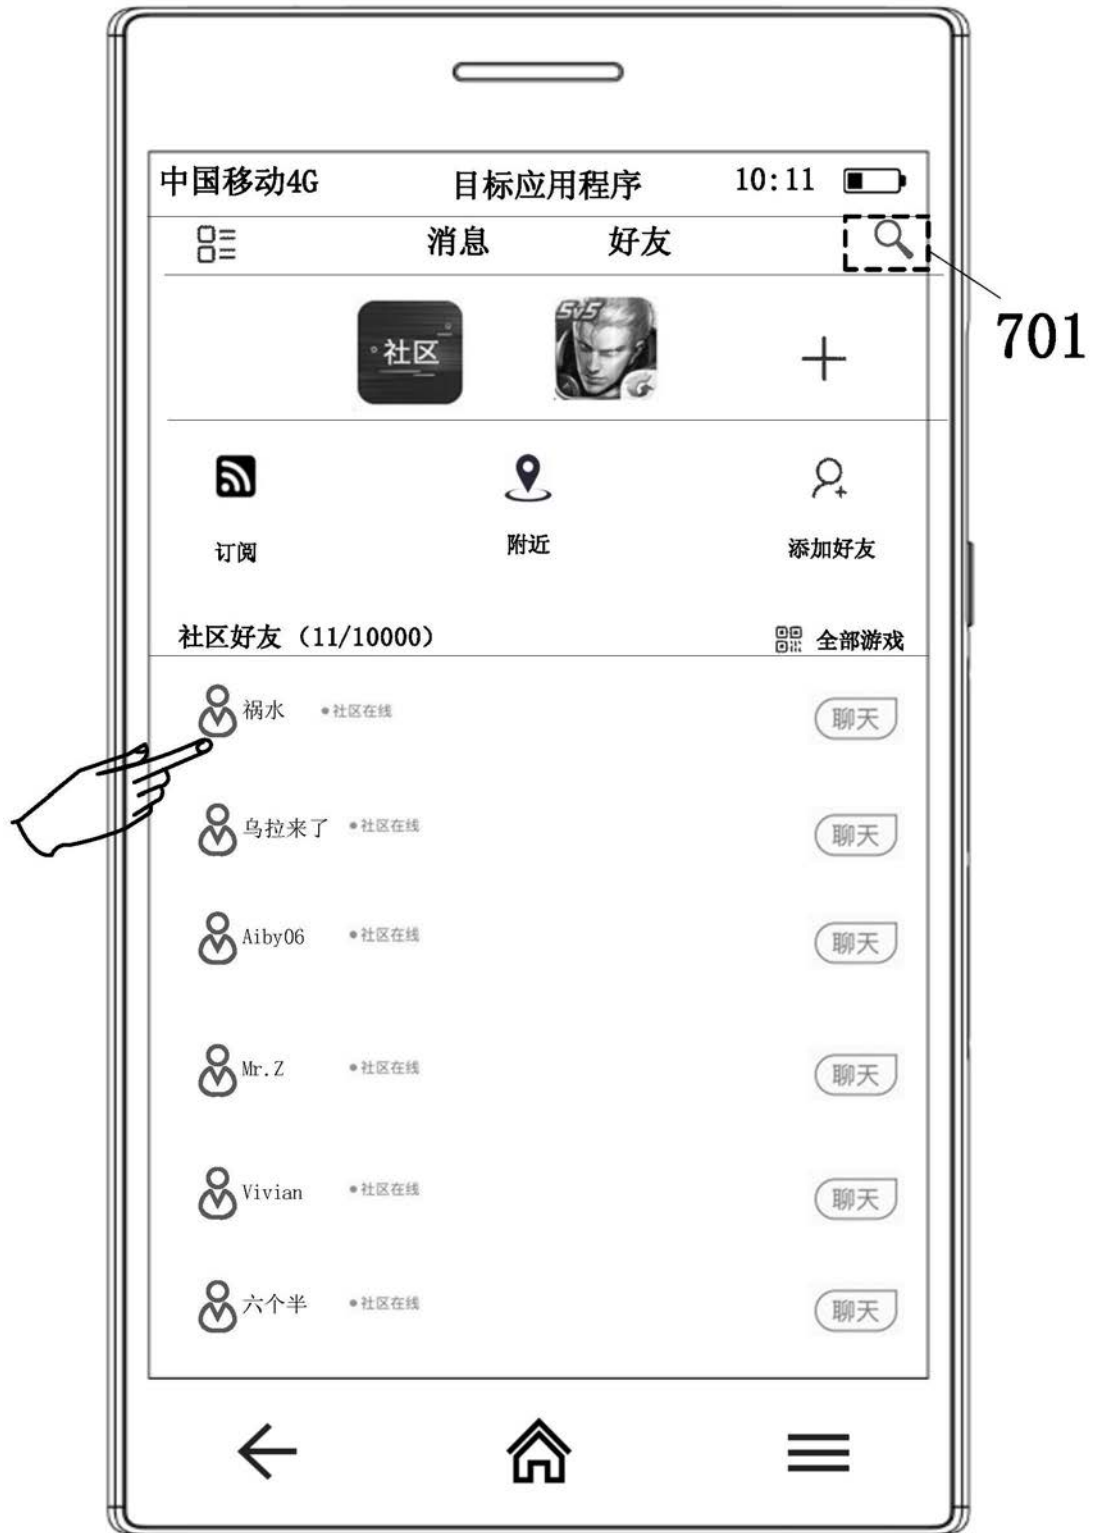 中国移动4G 目标应用程序 10:11
消息 好友
701
社区 5v5
订阅 附近 添加好友
社区好友（11/10000） 全部游戏
祸水 •社区在线 聊天
乌拉来了 •社区在线 聊天
Aiby06 •社区在线 聊天
Mr.Z •社区在线 聊天
Vivian •社区在线 聊天
六个半 •社区在线 聊天